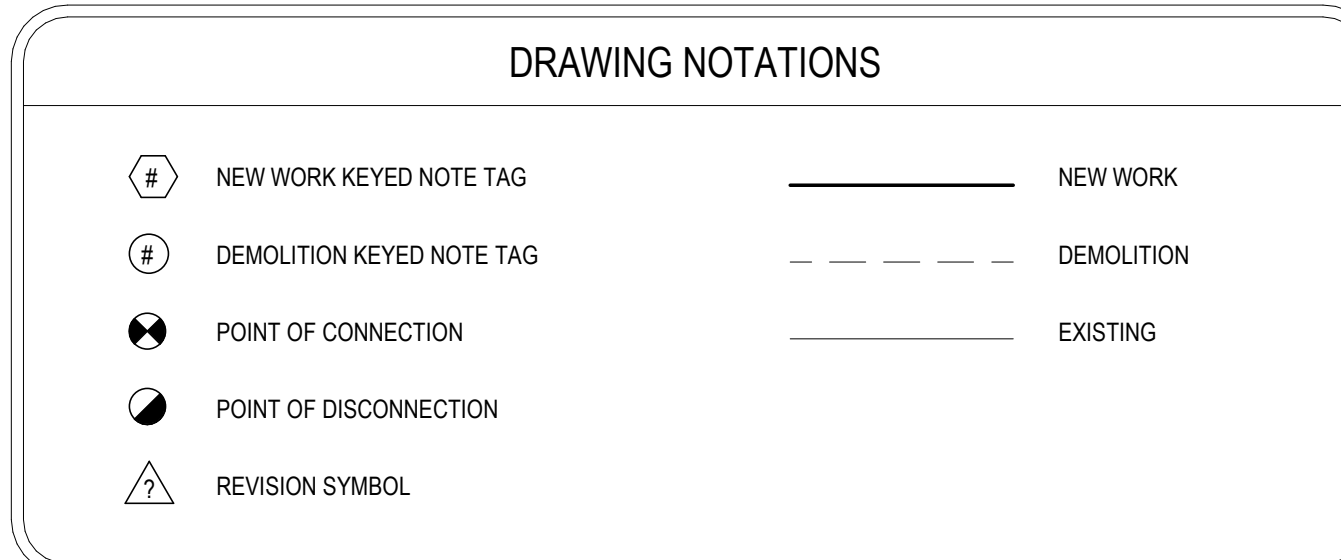 DRAWING NOTATIONS
# NEW WORK KEYED NOTE TAG
NEW WORK
# DEMOLITION KEYED NOTE TAG
DEMOLITION
POINT OF CONNECTION
EXISTING
POINT OF DISCONNECTION
? REVISION SYMBOL